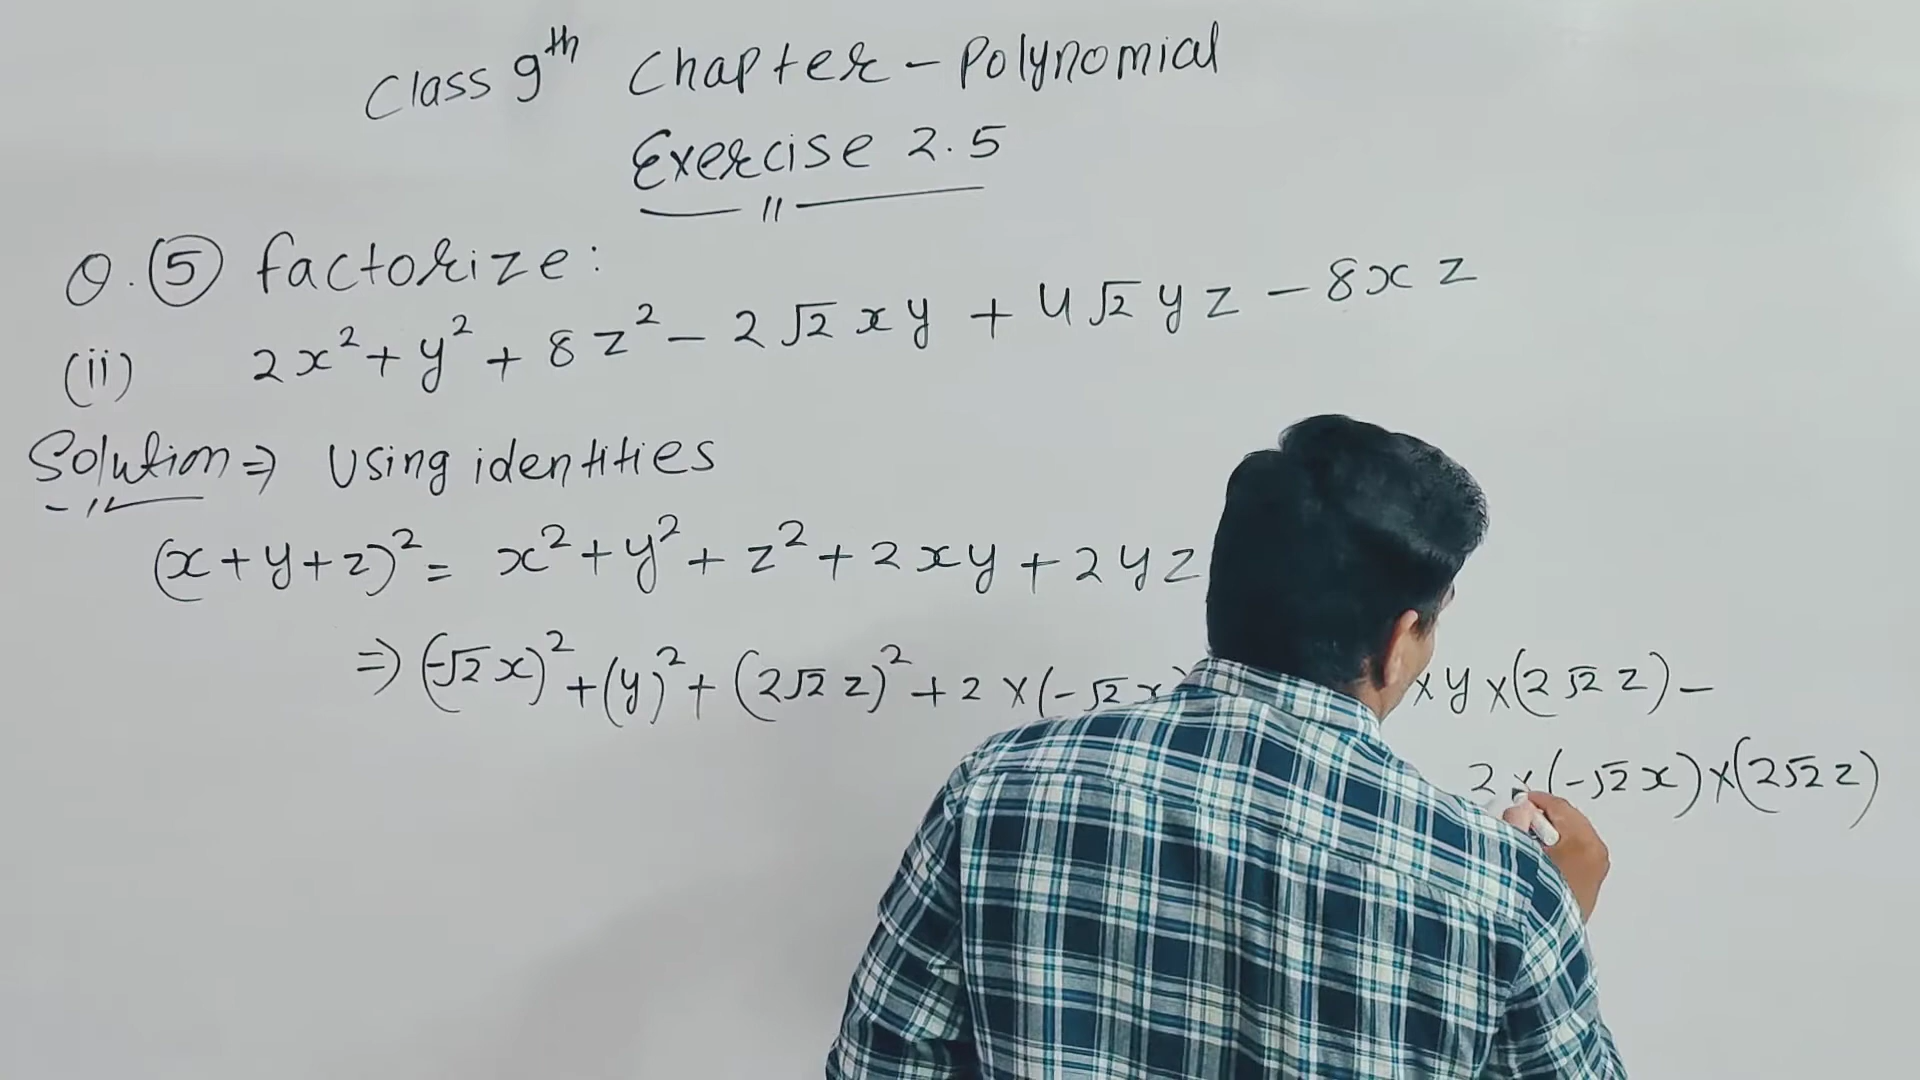 Class 9th Chapter - Polynomial
Exercise 2.5
Q. (5) factorize:
(ii) 2x² + y² + 8z² - 2√2 xy + 4√2 yz - 8xz
Solution ⇒ Using identities
(x+y+z)² = x² + y² + z² + 2xy + 2yz
⇒ (-√2x)² + (y)² + (2√2 z)² + 2 × (-√2x × y × (2√2 z) -
2 × (-√2 x) × (2√2 z)